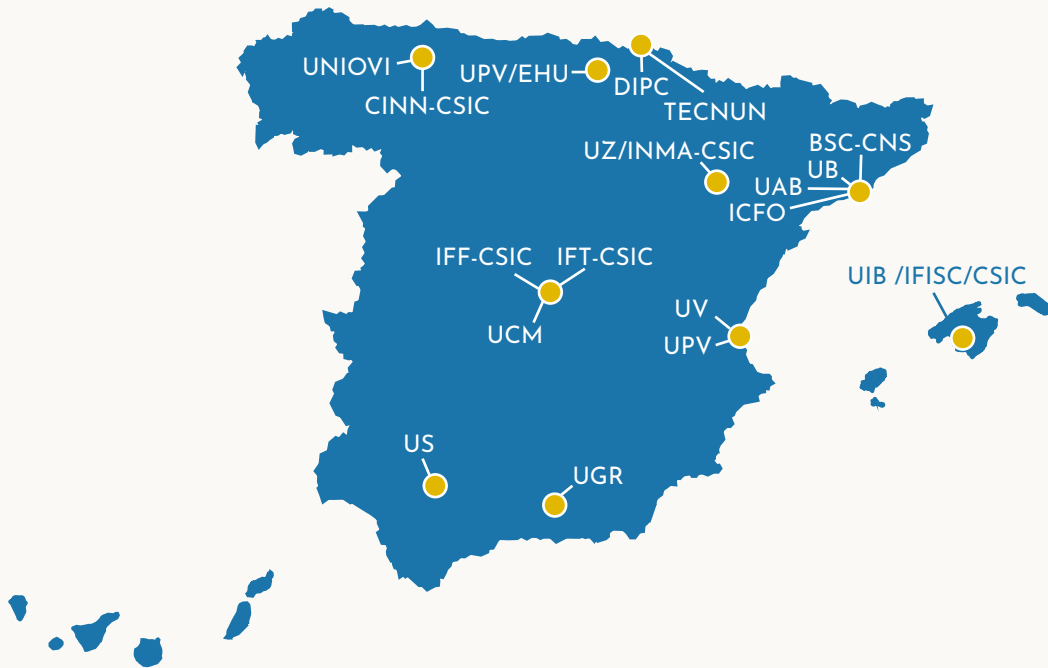 UNIOVI
CINN-CSIC
UPV/EHU
DIPC
TECNUN
UZ/INMA-CSIC
BSC-CNS
UB
UAB
ICFO
IFF-CSIC
IFT-CSIC
UCM
UIB /IFISC/CSIC
UV
UPV
US
UGR